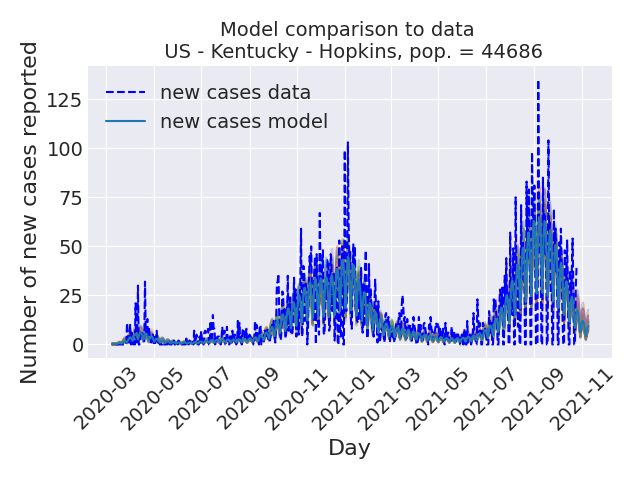 Model comparison to data
US - Kentucky - Hopkins, pop. = 44686
Number of new cases reported
125
100
75
50
25
0
new cases data
new cases model
2020-03
2020-05
2020-07
2020-09
2020-11
2021-01
2021-03
2021-05
2021-07
2021-09
2021-11
Day